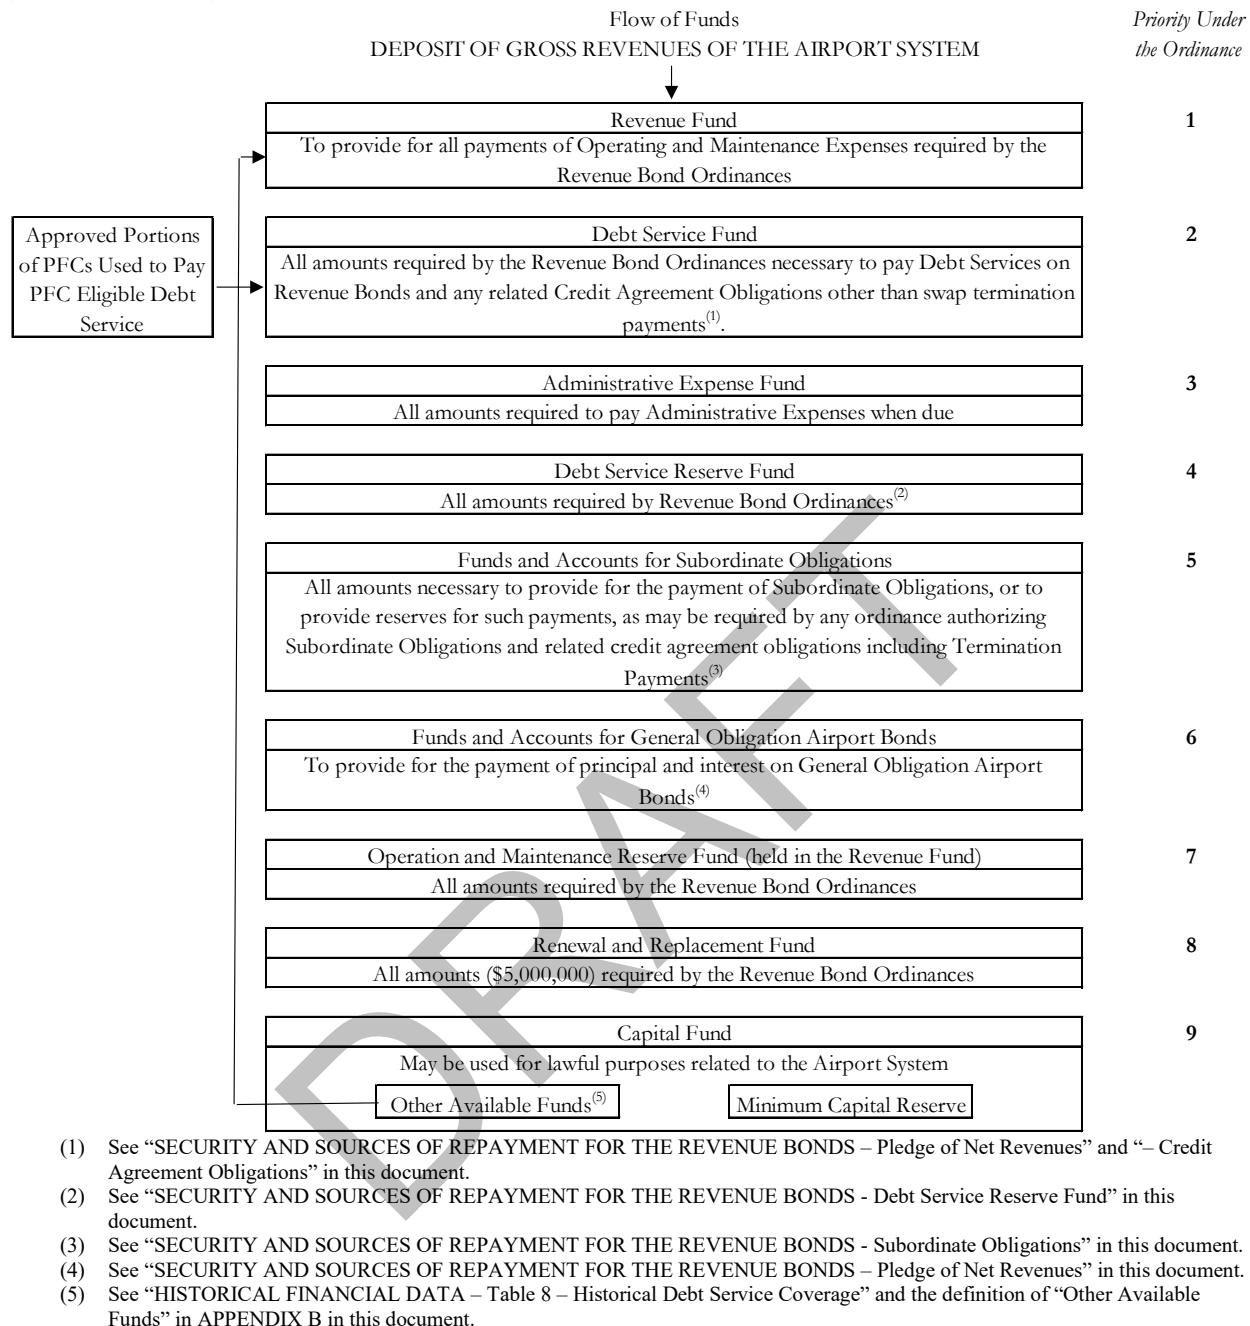 Flow of Funds
Priority Under
DEPOSIT OF GROSS REVENUES OF THE AIRPORT SYSTEM
the Ordinance
Revenue Fund
1
To provide for all payments of Operating and Maintenance Expenses required by the
Revenue Bond Ordinances
Approved Portions
of PFCs Used to Pay
PFC Eligible Debt
Service
Debt Service Fund
2
All amounts required by the Revenue Bond Ordinances necessary to pay Debt Services on
Revenue Bonds and any related Credit Agreement Obligations other than swap termination
payments(1).
Administrative Expense Fund
3
All amounts required to pay Administrative Expenses when due
Debt Service Reserve Fund
4
All amounts required by Revenue Bond Ordinances(2)
Funds and Accounts for Subordinate Obligations
5
All amounts necessary to provide for the payment of Subordinate Obligations, or to
provide reserves for such payments, as may be required by any ordinance authorizing
Subordinate Obligations and related credit agreement obligations including Termination
Payments(3)
Funds and Accounts for General Obligation Airport Bonds
6
To provide for the payment of principal and interest on General Obligation Airport
Bonds(4)
Operation and Maintenance Reserve Fund (held in the Revenue Fund)
7
All amounts required by the Revenue Bond Ordinances
Renewal and Replacement Fund
8
All amounts ($5,000,000) required by the Revenue Bond Ordinances
Capital Fund
9
May be used for lawful purposes related to the Airport System
Other Available Funds(5)
Minimum Capital Reserve
DRAFT
(1) See “SECURITY AND SOURCES OF REPAYMENT FOR THE REVENUE BONDS – Pledge of Net Revenues” and “– Credit
Agreement Obligations” in this document.
(2) See “SECURITY AND SOURCES OF REPAYMENT FOR THE REVENUE BONDS - Debt Service Reserve Fund” in this
document.
(3) See “SECURITY AND SOURCES OF REPAYMENT FOR THE REVENUE BONDS - Subordinate Obligations” in this document.
(4) See “SECURITY AND SOURCES OF REPAYMENT FOR THE REVENUE BONDS – Pledge of Net Revenues” in this document.
(5) See “HISTORICAL FINANCIAL DATA – Table 8 – Historical Debt Service Coverage” and the definition of “Other Available
Funds” in APPENDIX B in this document.